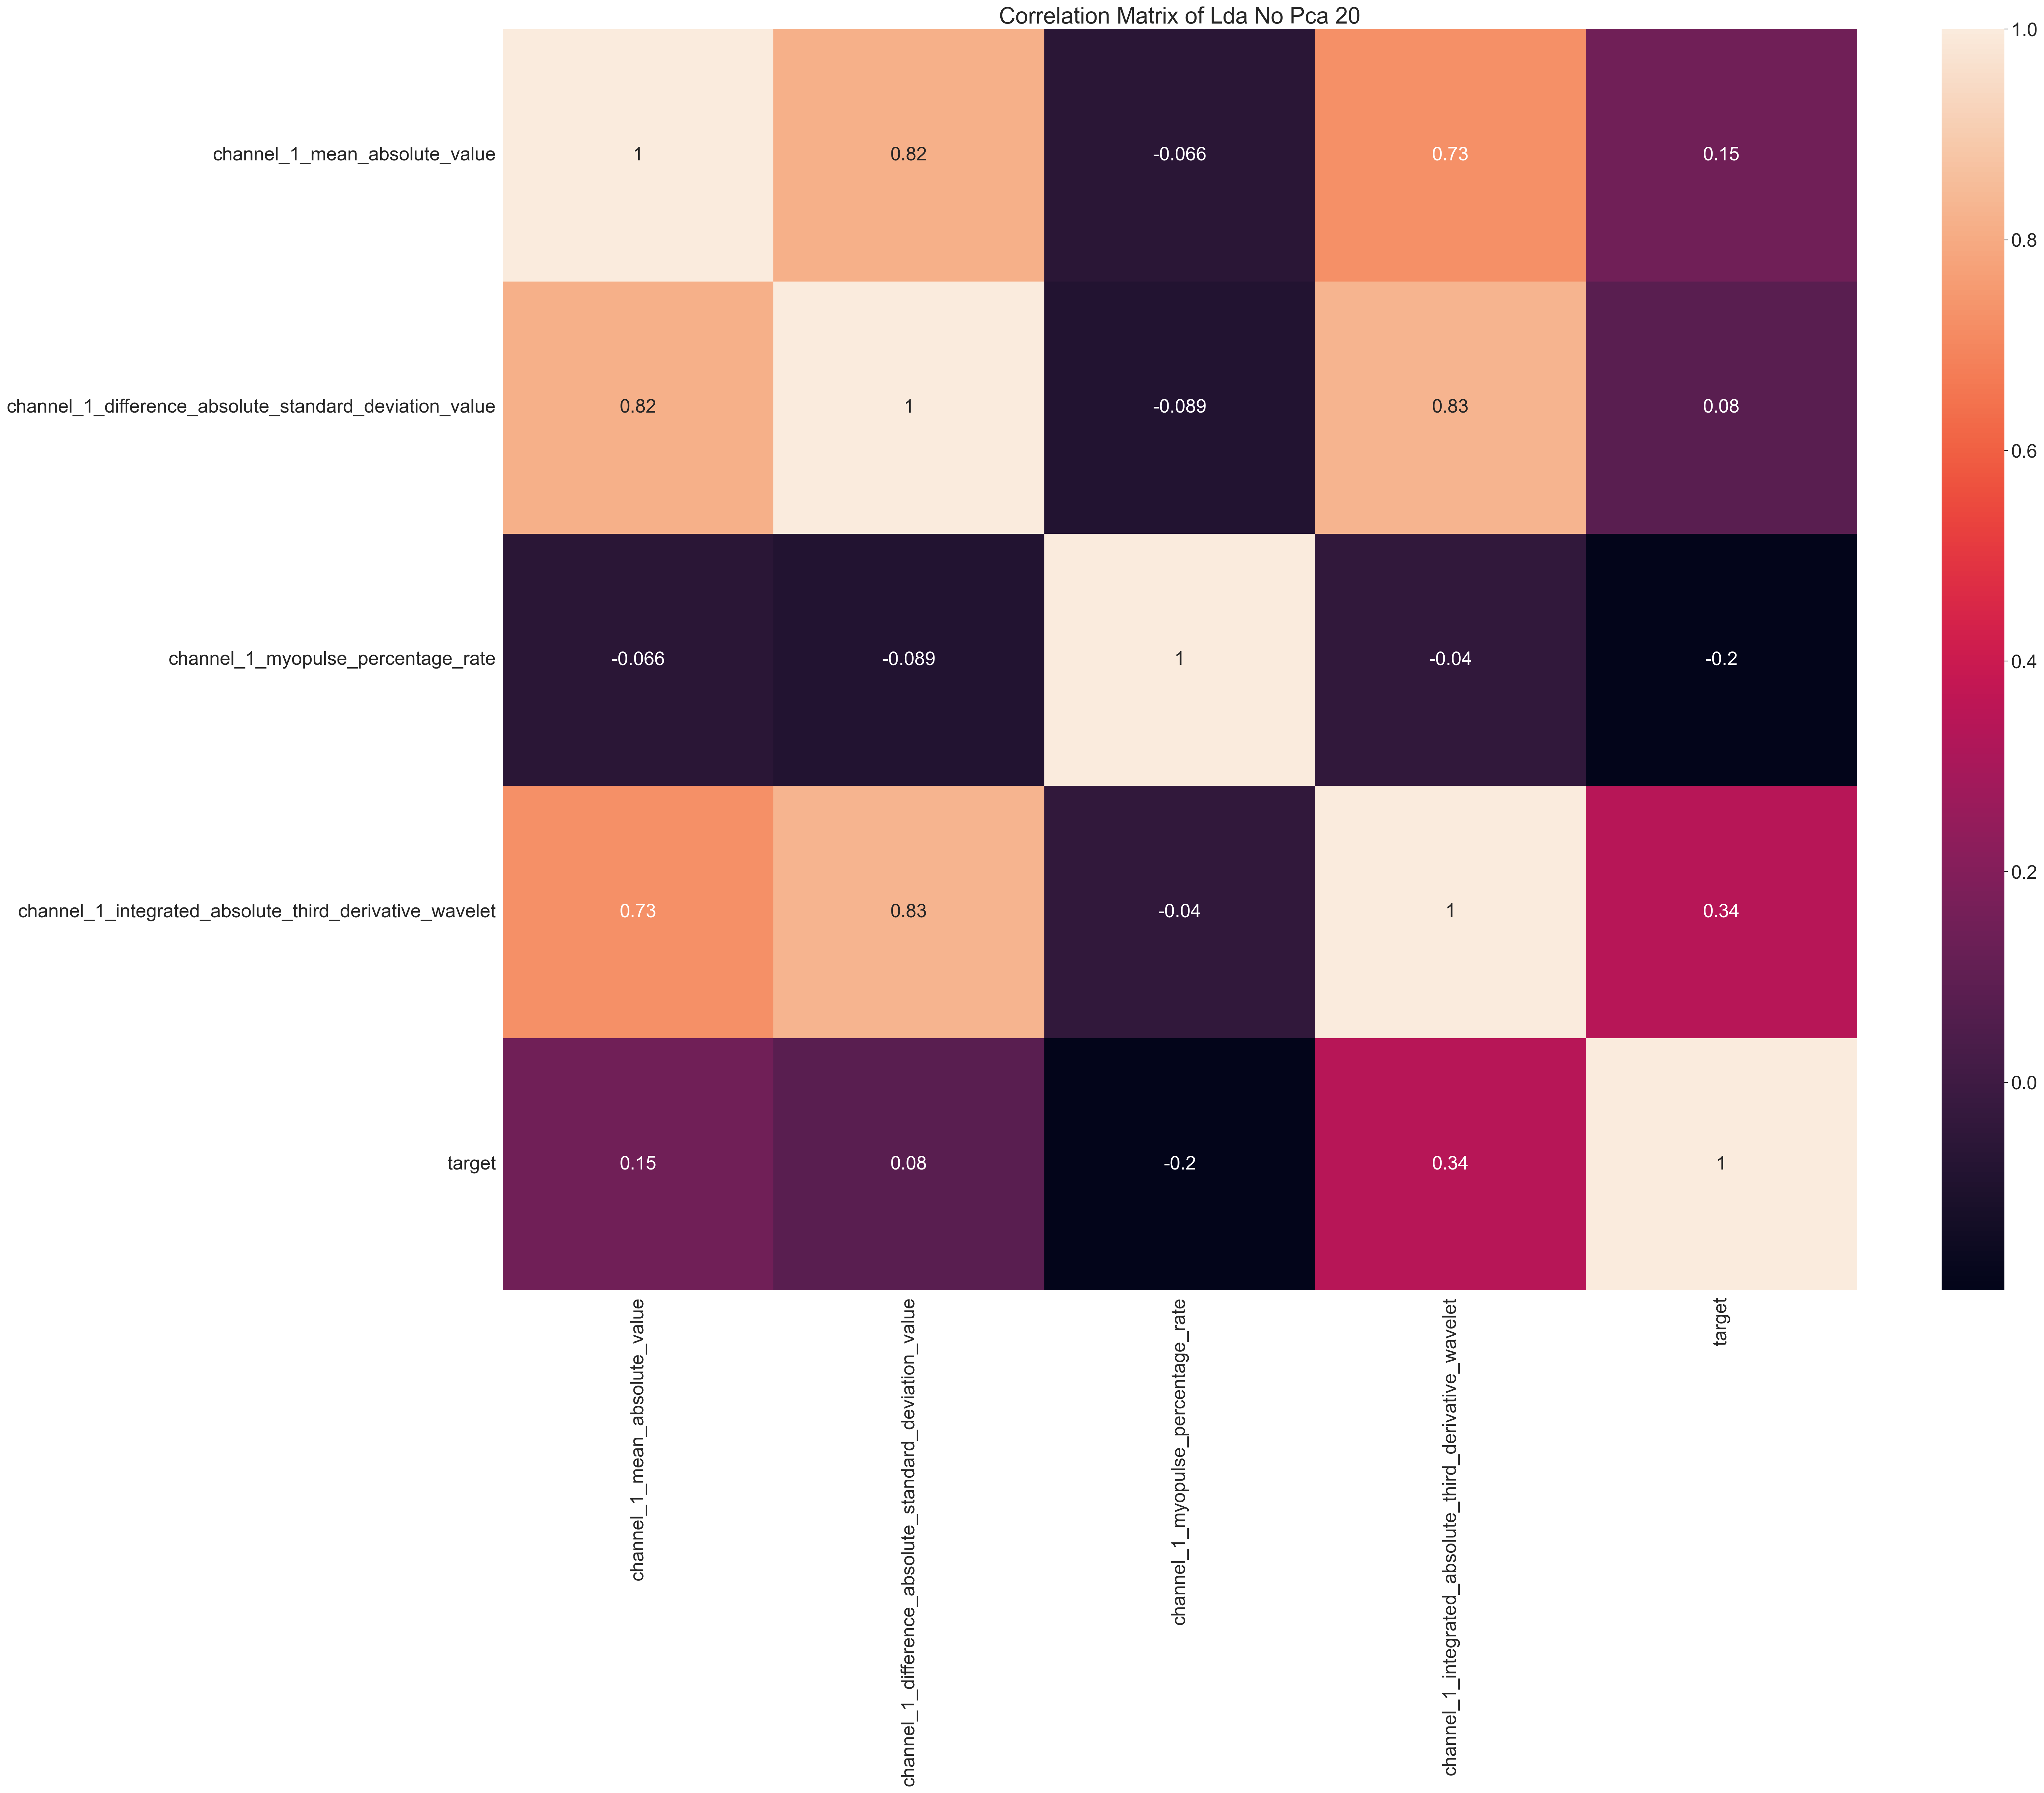 Correlation Matrix of Lda No Pca 20
channel_1_mean_absolute_value
1 0.82 -0.066 0.73 0.15
channel_1_difference_absolute_standard_deviation_value
0.82 1 -0.089 0.83 0.08
channel_1_myopulse_percentage_rate
-0.066 -0.089 1 -0.04 -0.2
channel_1_integrated_absolute_third_derivative_wavelet
0.73 0.83 -0.04 1 0.34
target
0.15 0.08 -0.2 0.34 1
channel_1_mean_absolute_value
channel_1_difference_absolute_standard_deviation_value
channel_1_myopulse_percentage_rate
channel_1_integrated_absolute_third_derivative_wavelet
target
1.0
0.8
0.6
0.4
0.2
0.0